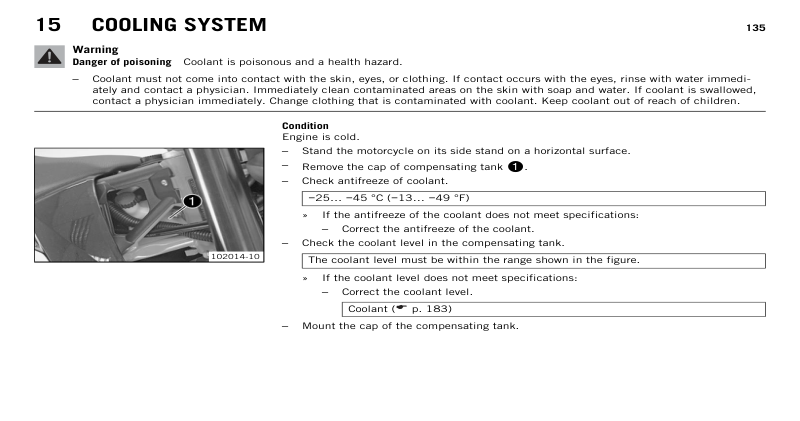 15 COOLING SYSTEM 135
Warning
Danger of poisoning Coolant is poisonous and a health hazard.
– Coolant must not come into contact with the skin, eyes, or clothing. If contact occurs with the eyes, rinse with water immedi-
ately and contact a physician. Immediately clean contaminated areas on the skin with soap and water. If coolant is swallowed,
contact a physician immediately. Change clothing that is contaminated with coolant. Keep coolant out of reach of children.
1
102014-10
Condition
Engine is cold.
– Stand the motorcycle on its side stand on a horizontal surface.
– Remove the cap of compensating tank 1.
– Check antifreeze of coolant.
−25… −45 °C (−13… −49 °F)
» If the antifreeze of the coolant does not meet specifications:
– Correct the antifreeze of the coolant.
– Check the coolant level in the compensating tank.
The coolant level must be within the range shown in the figure.
» If the coolant level does not meet specifications:
– Correct the coolant level.
Coolant (☛ p. 183)
– Mount the cap of the compensating tank.